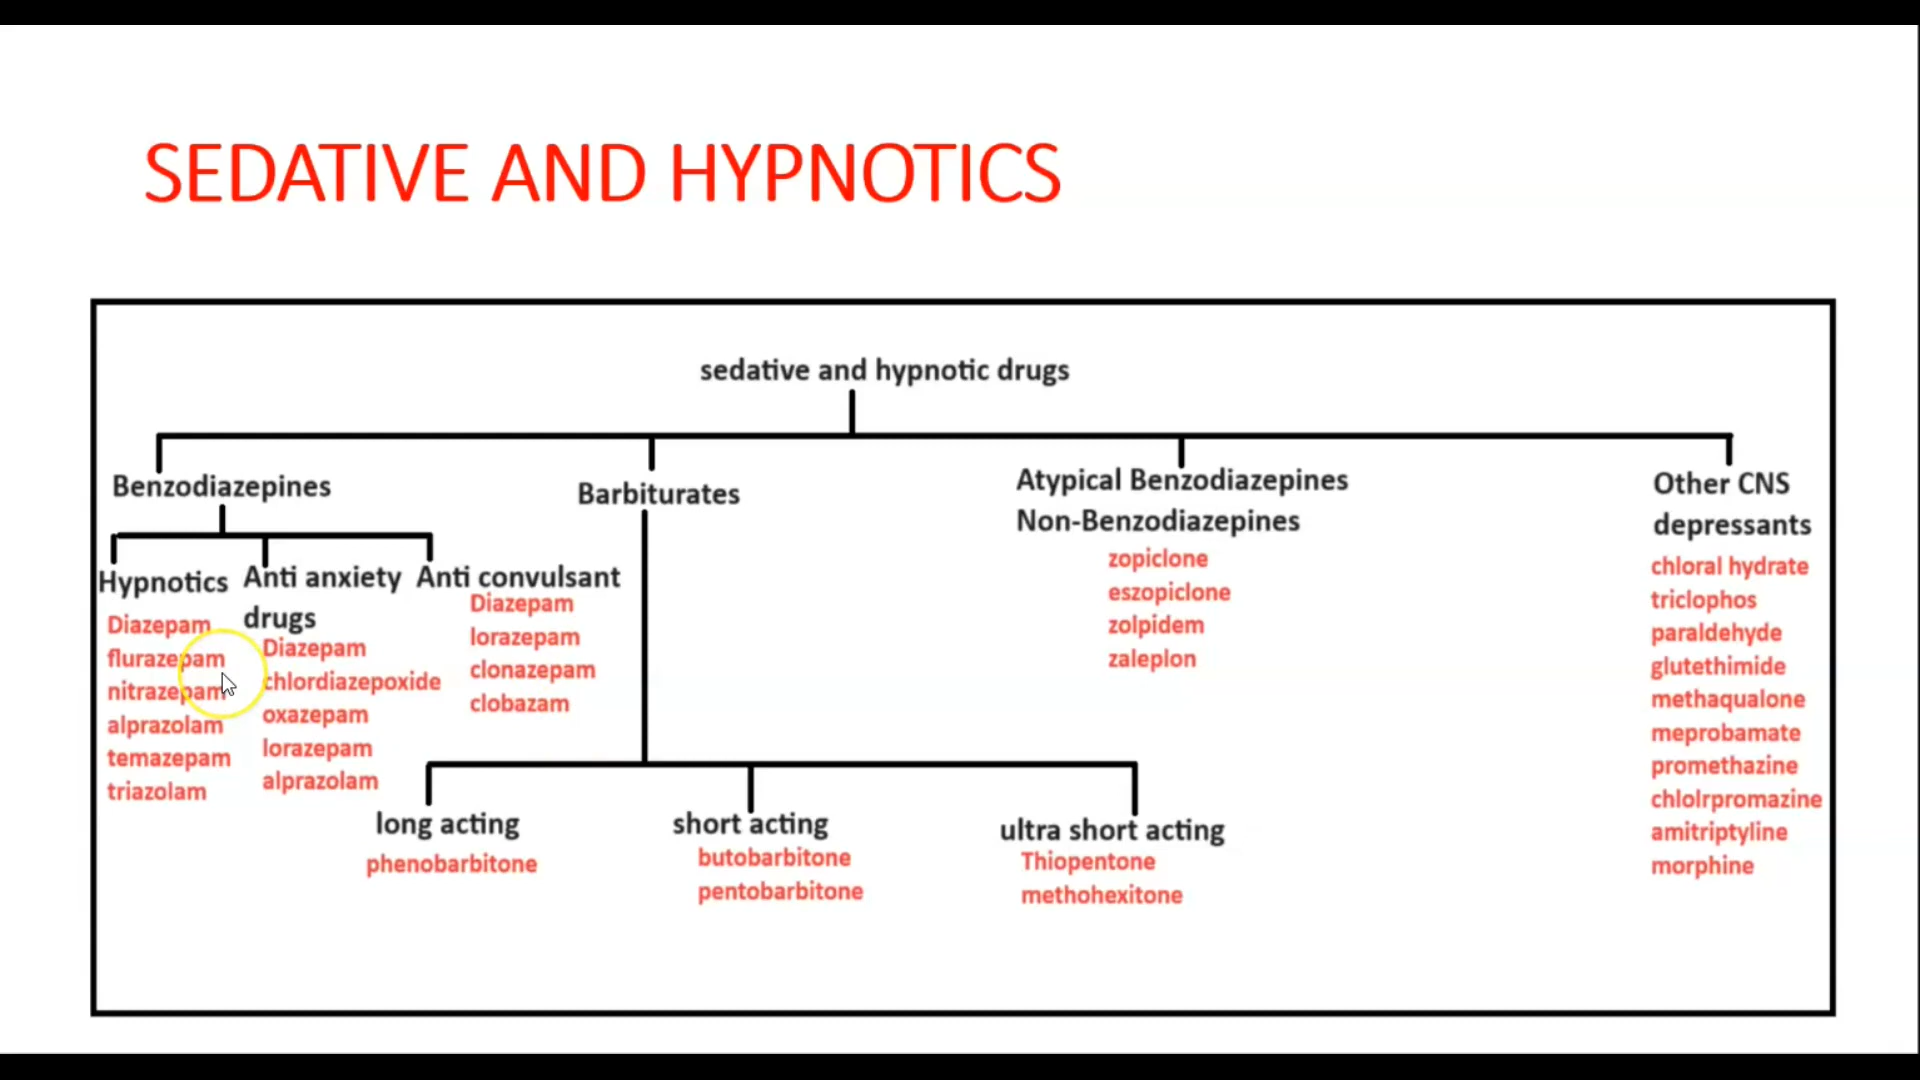 SEDATIVE AND HYPNOTICS
sedative and hypnotic drugs
Benzodiazepines
Hypnotics
Diazepam
flurazepam
nitrazepam
alprazolam
temazepam
triazolam
Anti anxiety
drugs
Diazepam
chlordiazepoxide
oxazepam
lorazepam
alprazolam
Anti convulsant
Diazepam
lorazepam
clonazepam
clobazam
Barbiturates
long acting
phenobarbitone
short acting
butobarbitone
pentobarbitone
ultra short acting
Thiopentone
methohexitone
Atypical Benzodiazepines
Non-Benzodiazepines
zopiclone
eszopiclone
zolpidem
zaleplon
Other CNS
depressants
chloral hydrate
triclophos
paraldehyde
glutethimide
methaqualone
meprobamate
promethazine
chlolrpromazine
amitriptyline
morphine